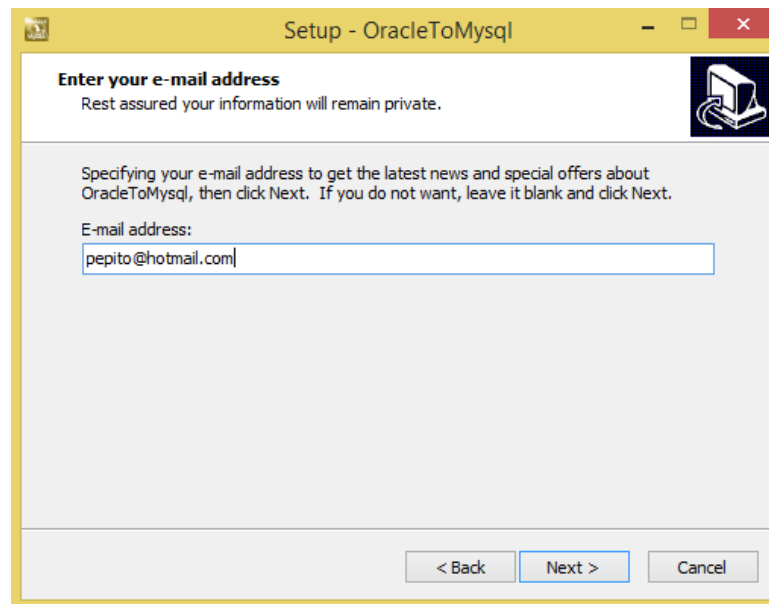 Setup - OracleToMysql
Enter your e-mail address
Rest assured your information will remain private.
Specifying your e-mail address to get the latest news and special offers about
OracleToMysql, then click Next.  If you do not want, leave it blank and click Next.
E-mail address:
pepito@hotmail.com
< Back
Next >
Cancel